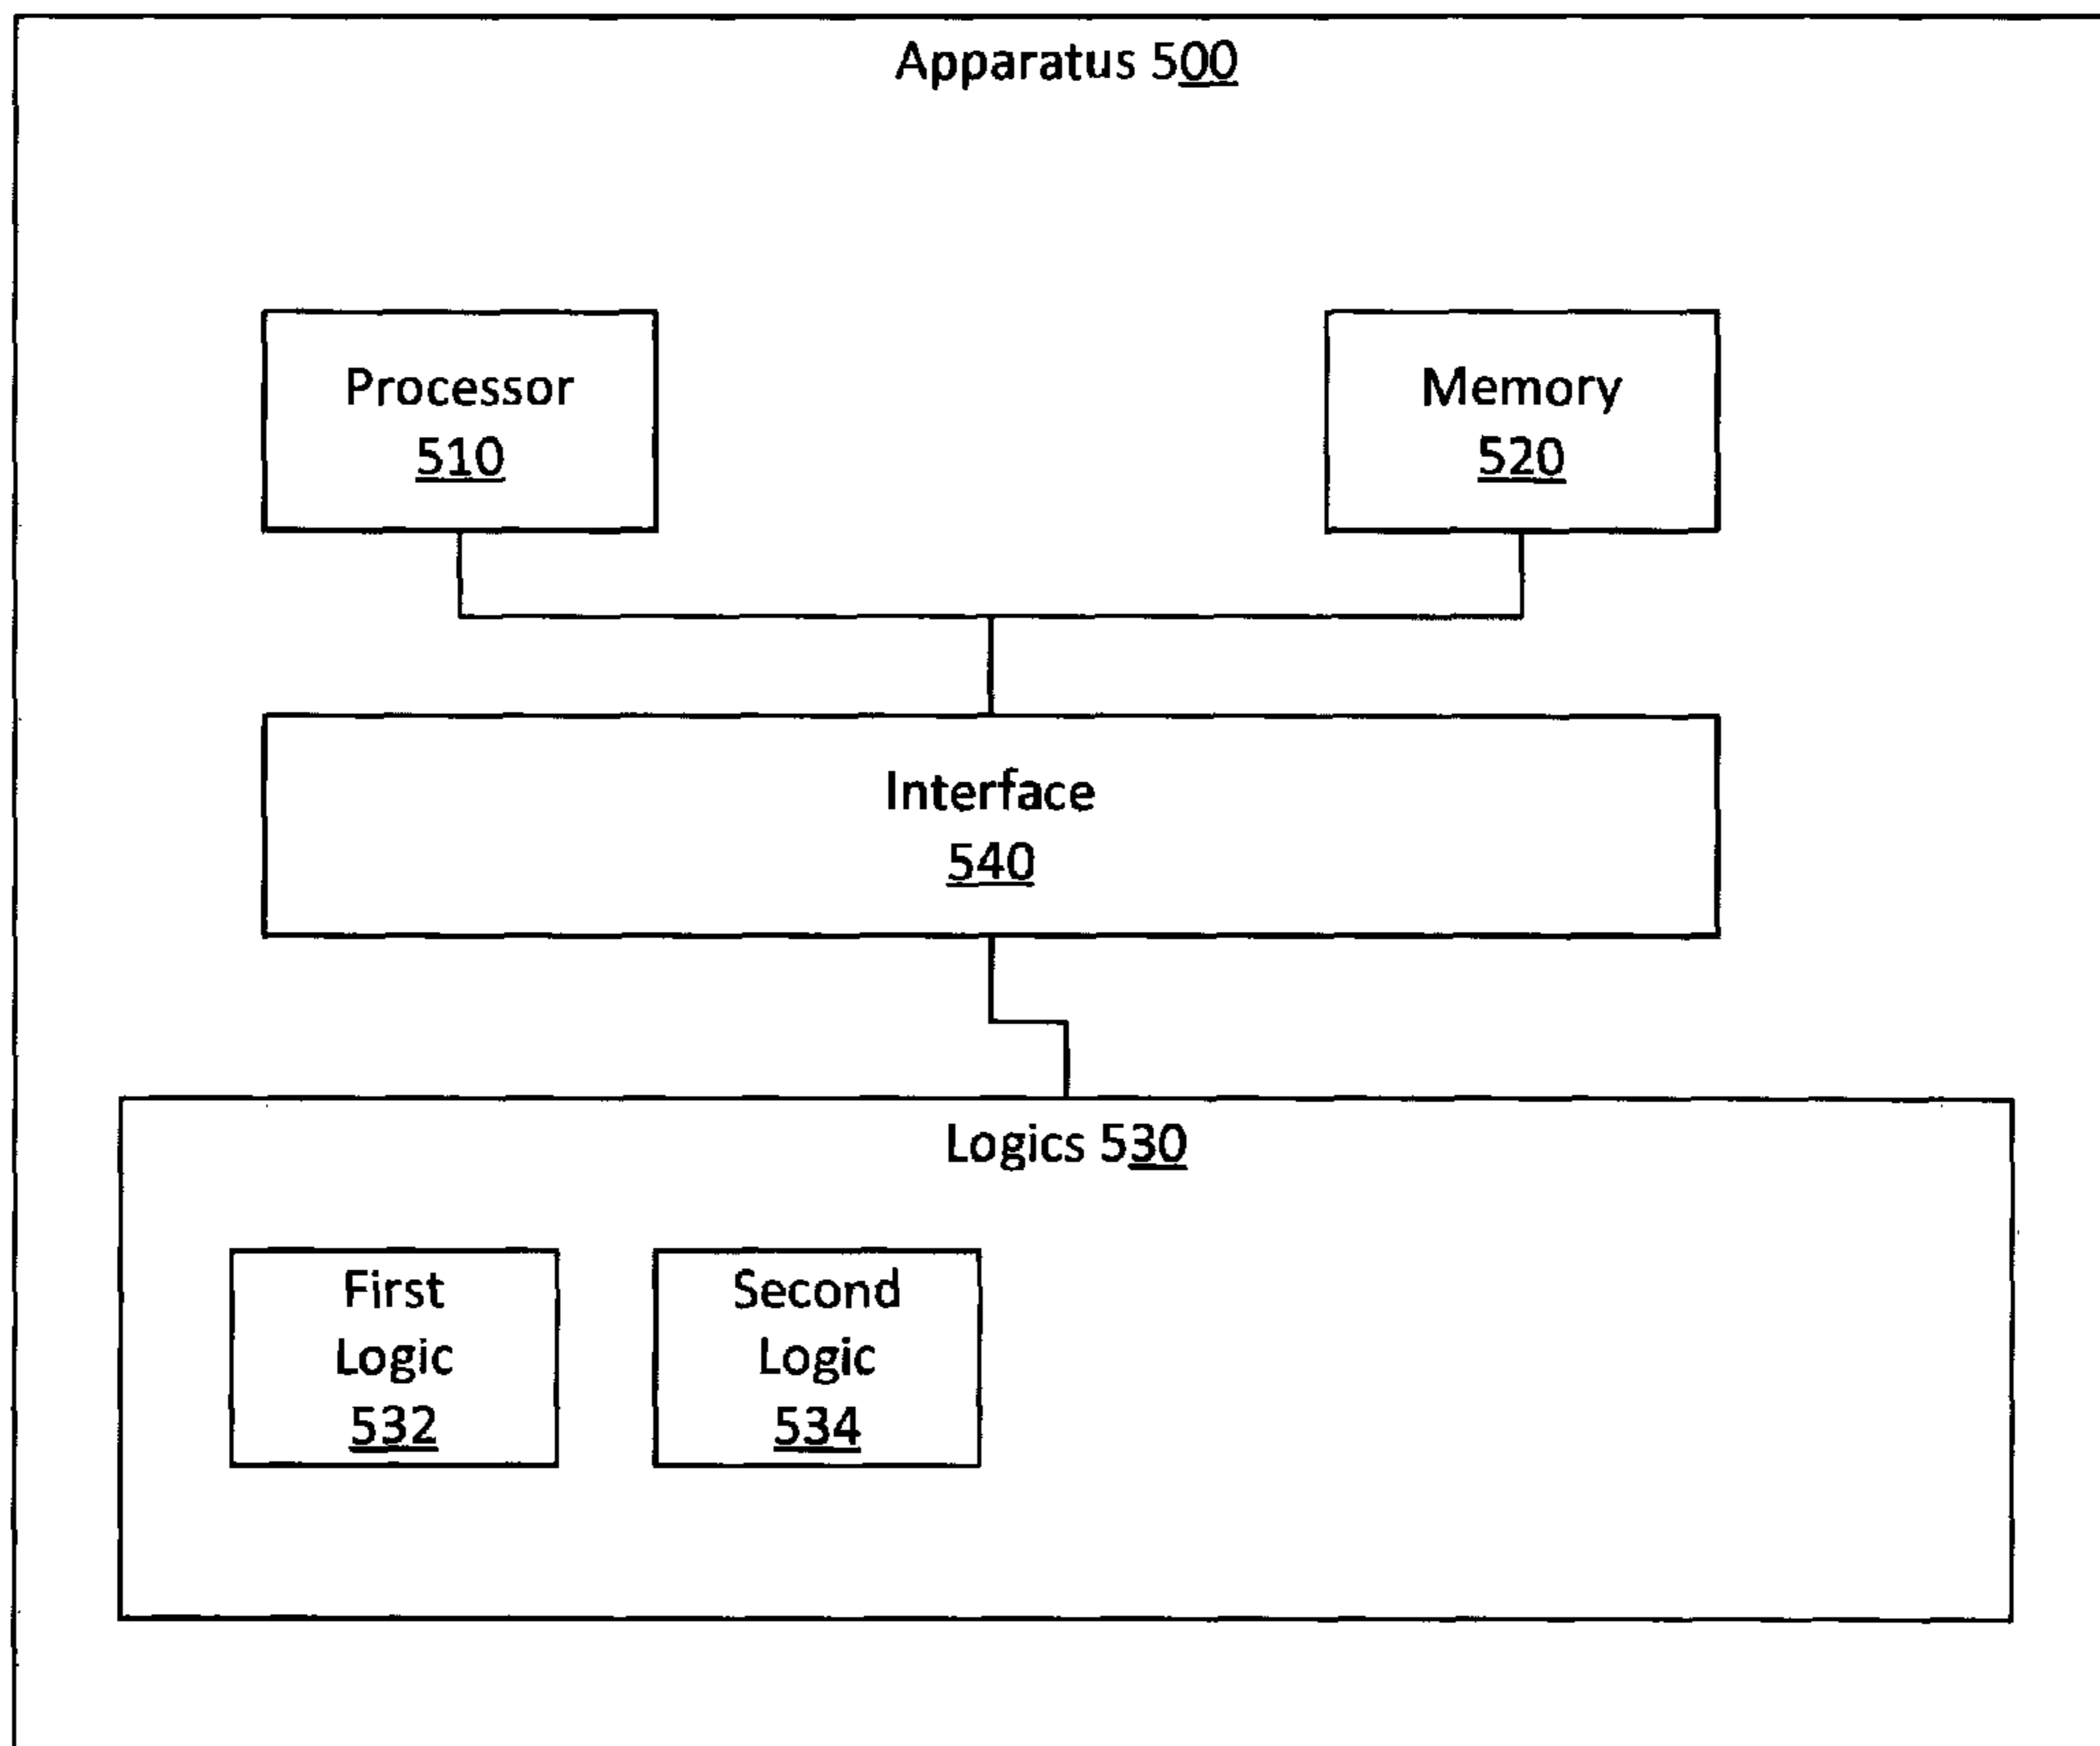 Apparatus 500
Processor
510
Memory
520
Interface
540
Logics 530
First
Logic
532
Second
Logic
534